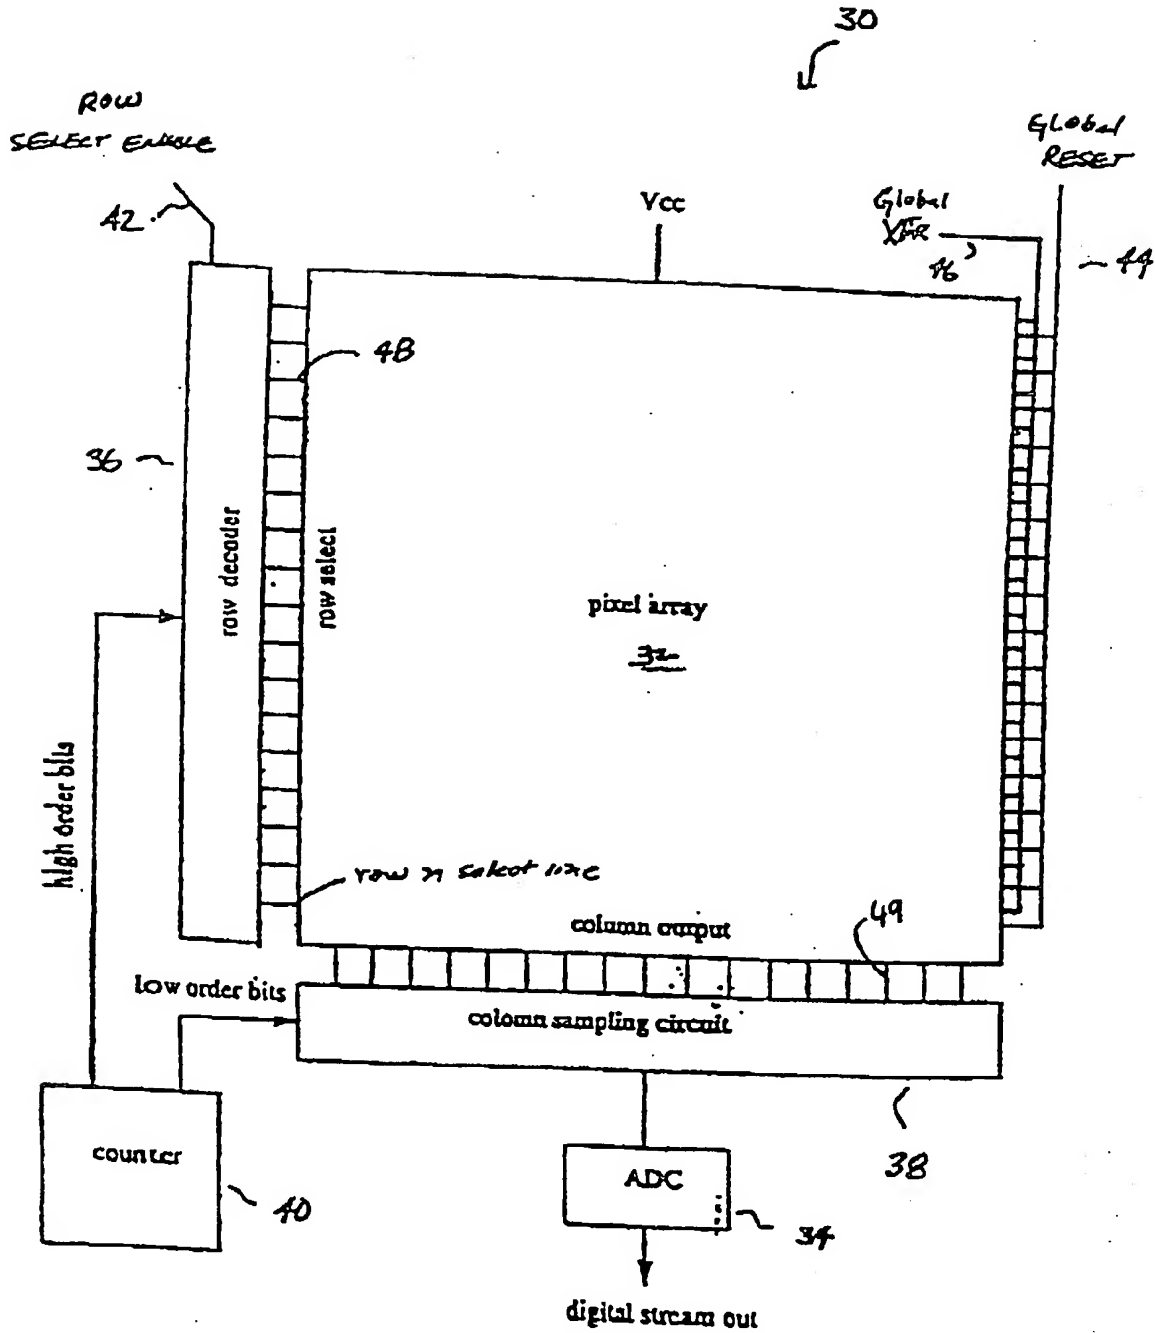 30
ROW
SELECT ENABLE
42
Global
RESET
Vcc
Global
XFR
46
44
48
36
row decoder
row select
pixel array
32
high order bits
row n select line
column output
49
low order bits
colomn sampling circuit
counter
40
ADC
38
34
digital stream out